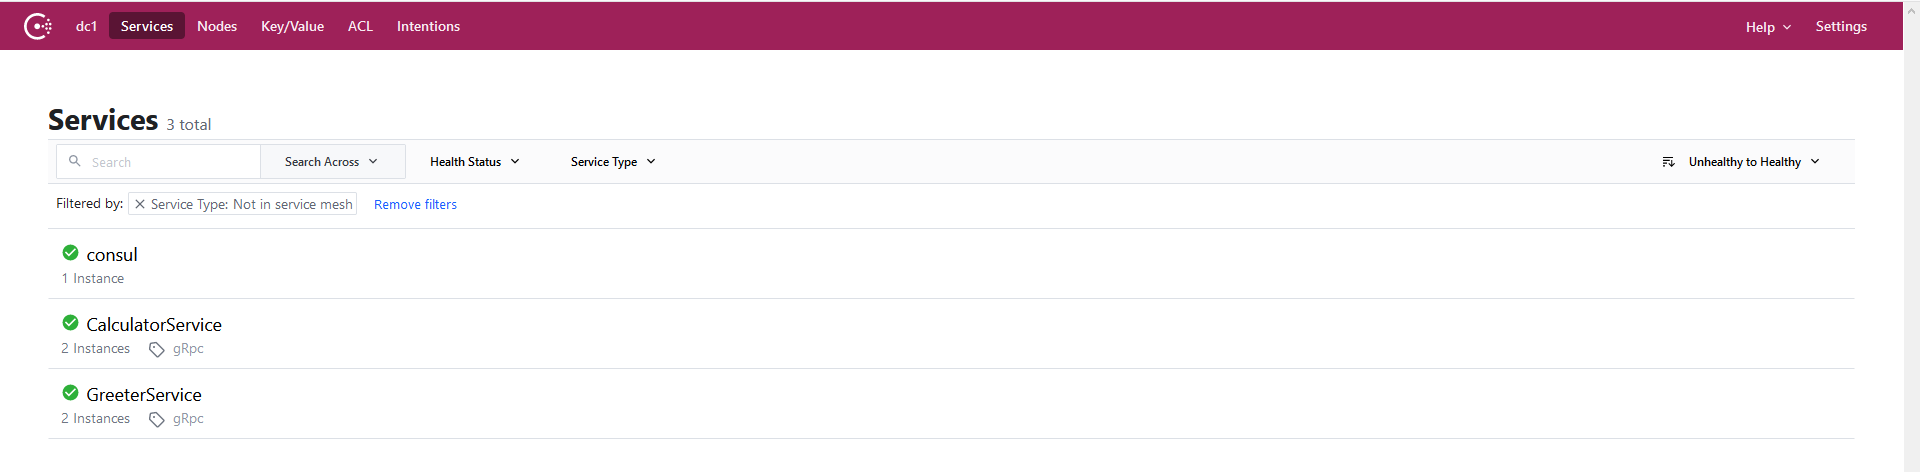 dc1 Services Nodes Key/Value ACL Intentions Help Settings
Services 3 total
Search Search Across Health Status Service Type Unhealthy to Healthy
Filtered by: Service Type: Not in service mesh Remove filters
consul
1 Instance
CalculatorService
2 Instances gRpc
GreeterService
2 Instances gRpc